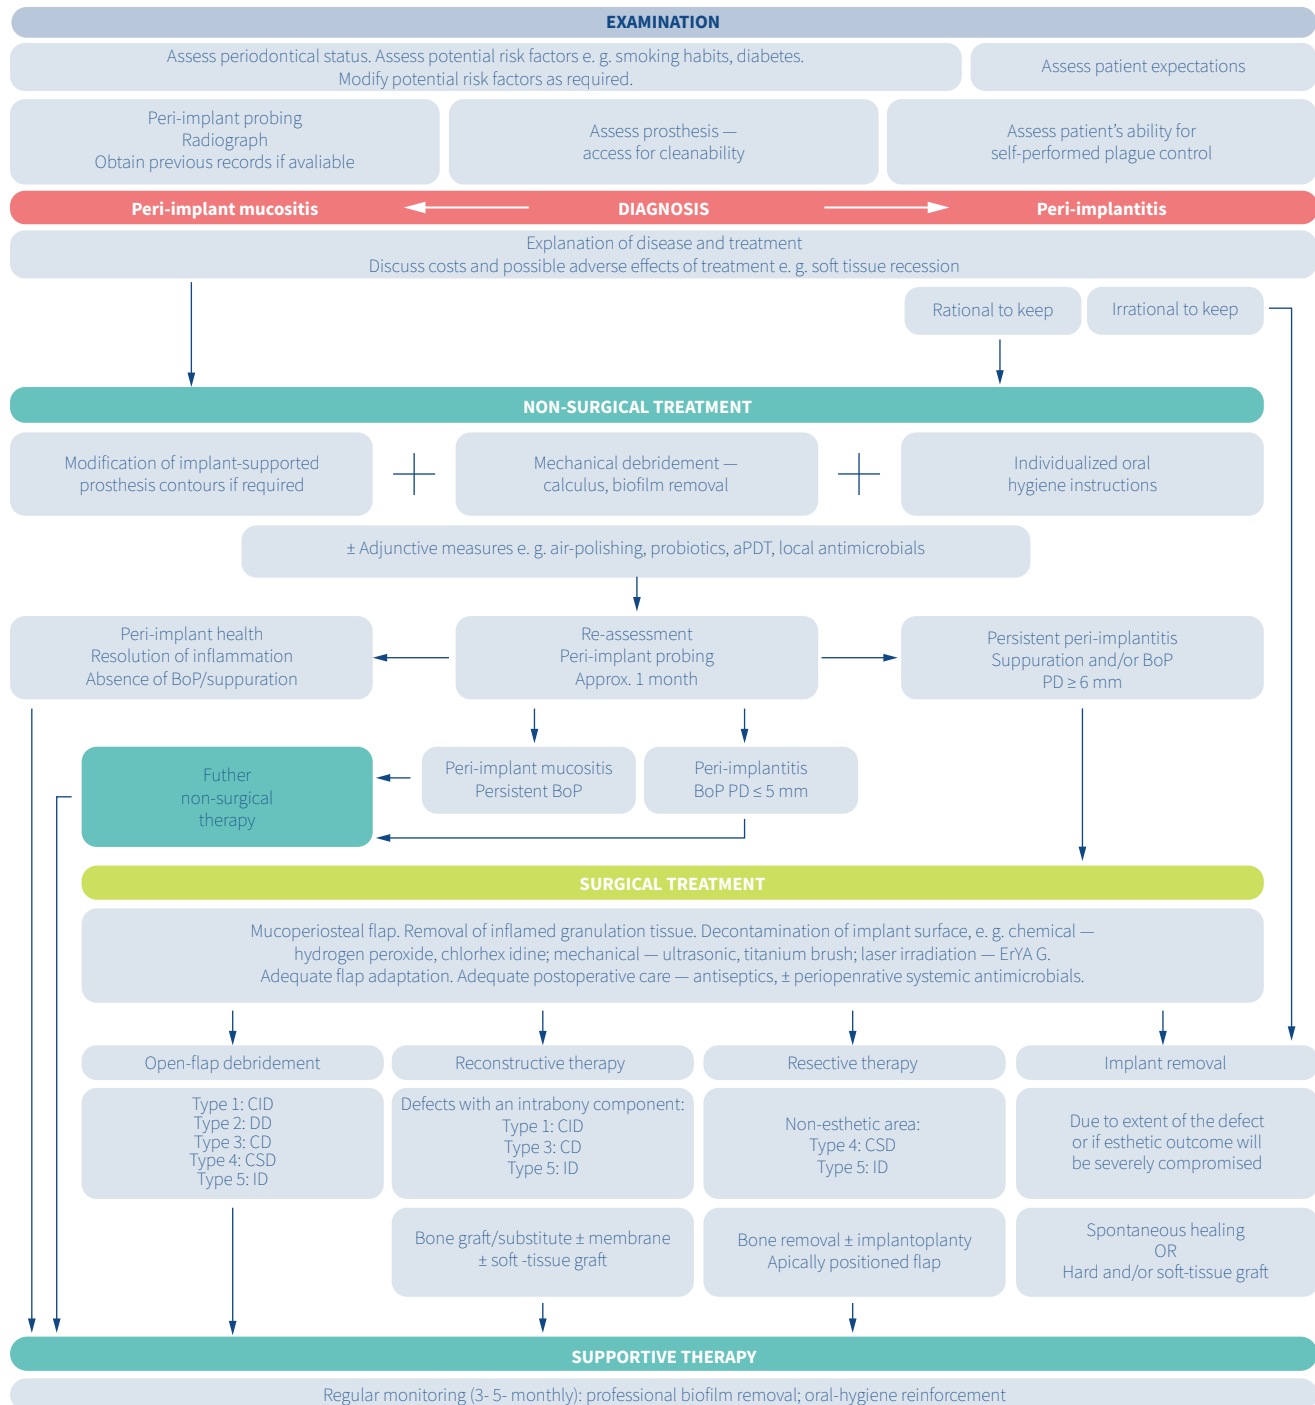 EXAMINATION
Assess periodontical status. Assess potential risk factors e. g. smoking habits, diabetes.
Modify potential risk factors as required.
Assess patient expectations
Peri-implant probing
Radiograph
Obtain previous records if avaliable
Assess prosthesis —
access for cleanability
Assess patient’s ability for
self-performed plague control
Peri-implant mucositis
DIAGNOSIS
Peri-implantitis
Explanation of disease and treatment
Discuss costs and possible adverse effects of treatment e. g. soft tissue recession
Rational to keep
Irrational to keep
NON-SURGICAL TREATMENT
Modification of implant-supported
prosthesis contours if required
Mechanical debridement —
calculus, biofilm removal
Individualized oral
hygiene instructions
± Adjunctive measures e. g. air-polishing, probiotics, aPDT, local antimicrobials
Peri-implant health
Resolution of inflammation
Absence of BoP/suppuration
Re-assessment
Peri-implant probing
Approx. 1 month
Persistent peri-implantitis
Suppuration and/or BoP
PD ≥ 6 mm
Futher
non-surgical
therapy
Peri-implant mucositis
Persistent BoP
Peri-implantitis
BoP PD ≤ 5 mm
SURGICAL TREATMENT
Mucoperiosteal flap. Removal of inflamed granulation tissue. Decontamination of implant surface, e. g. chemical —
hydrogen peroxide, chlorhex idine; mechanical — ultrasonic, titanium brush; laser irradiation — ErYA G.
Adequate flap adaptation. Adequate postoperative care — antiseptics, ± periopenrative systemic antimicrobials.
Open-flap debridement
Type 1: CID
Type 2: DD
Type 3: CD
Type 4: CSD
Type 5: ID
Reconstructive therapy
Defects with an intrabony component:
Type 1: CID
Type 3: CD
Type 5: ID
Bone graft/substitute ± membrane
± soft -tissue graft
Resective therapy
Non-esthetic area:
Type 4: CSD
Type 5: ID
Bone removal ± implantoplanty
Apically positioned flap
Implant removal
Due to extent of the defect
or if esthetic outcome will
be severely compromised
Spontaneous healing
OR
Hard and/or soft-tissue graft
SUPPORTIVE THERAPY
Regular monitoring (3- 5- monthly): professional biofilm removal; oral-hygiene reinforcement